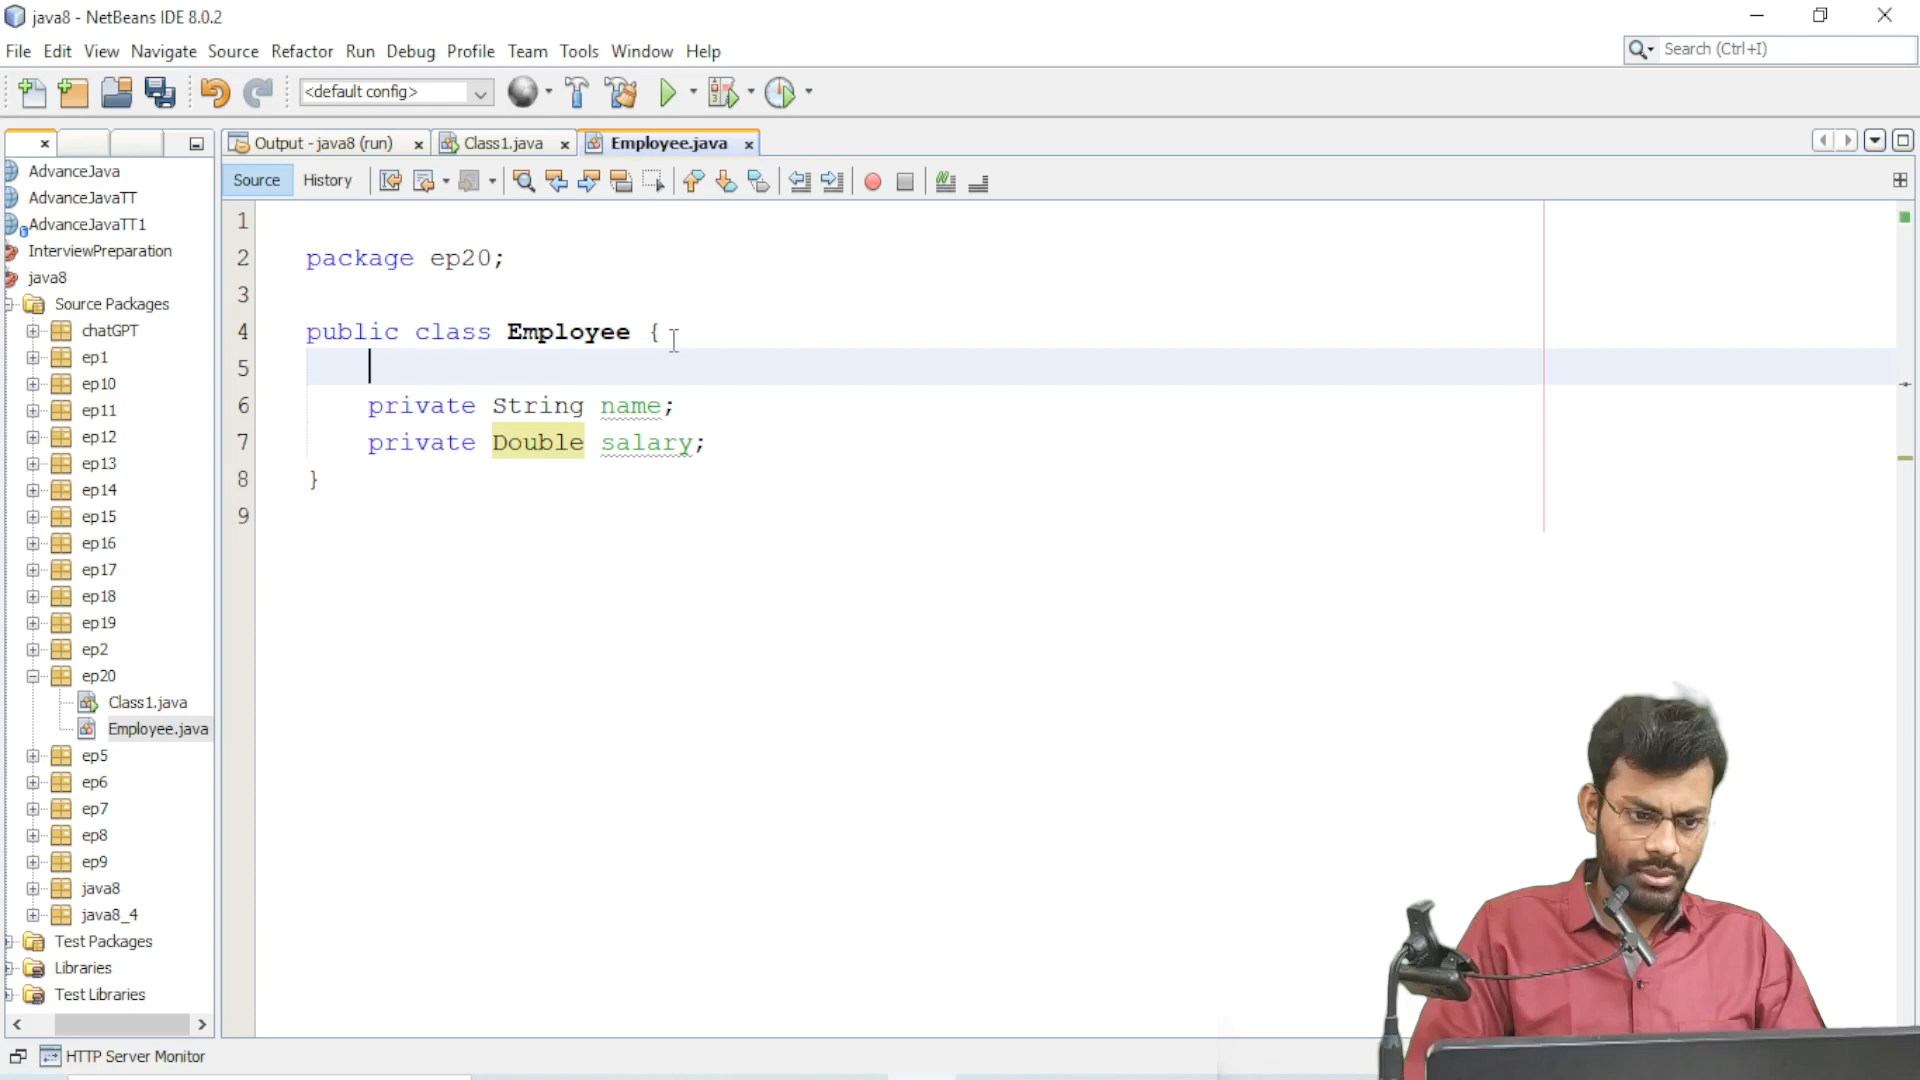 java8 - NetBeans IDE 8.0.2
File Edit View Navigate Source Refactor Run Debug Profile Team Tools Window Help
Search (Ctrl+I)
<default config>
Output - java8 (run)
Class1.java
Employee.java
Source
History
AdvanceJava
AdvanceJavaTT
AdvanceJavaTT1
InterviewPreparation
java8
Source Packages
chatGPT
ep1
ep10
ep11
ep12
ep13
ep14
ep15
ep16
ep17
ep18
ep19
ep2
ep20
Class1.java
Employee.java
ep5
ep6
ep7
ep8
ep9
java8
java8_4
Test Packages
Libraries
Test Libraries
1
2 package ep20;
3
4 public class Employee {
5
6 private String name;
7 private Double salary;
8 }
9
HTTP Server Monitor